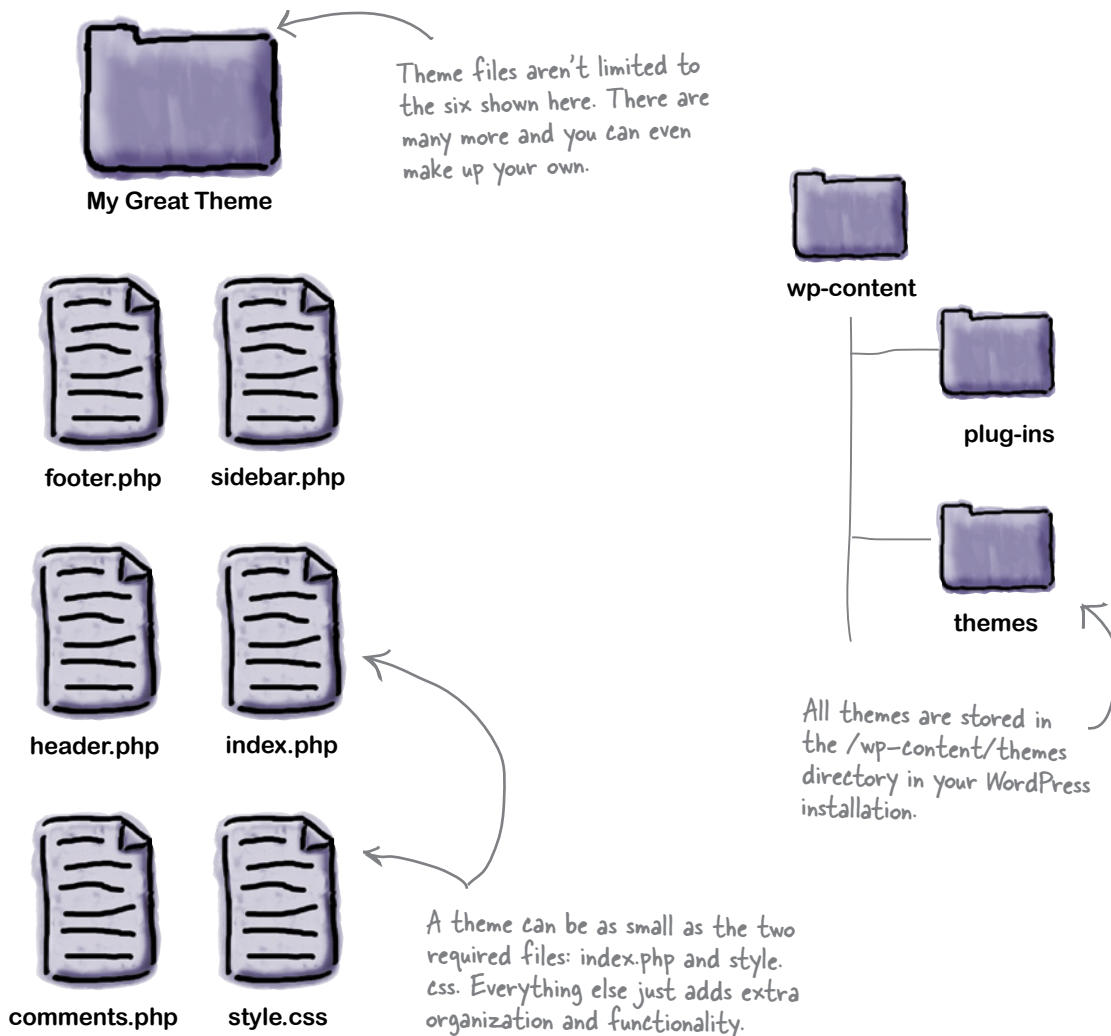 Theme files aren't limited to
the six shown here. There are
many more and you can even
make up your own.
My Great Theme
wp-content
plug-ins
footer.php
sidebar.php
themes
All themes are stored in
the /wp-content/themes
directory in your WordPress
installation.
header.php
index.php
A theme can be as small as the two
required files: index.php and style.
css. Everything else just adds extra
organization and functionality.
comments.php
style.css